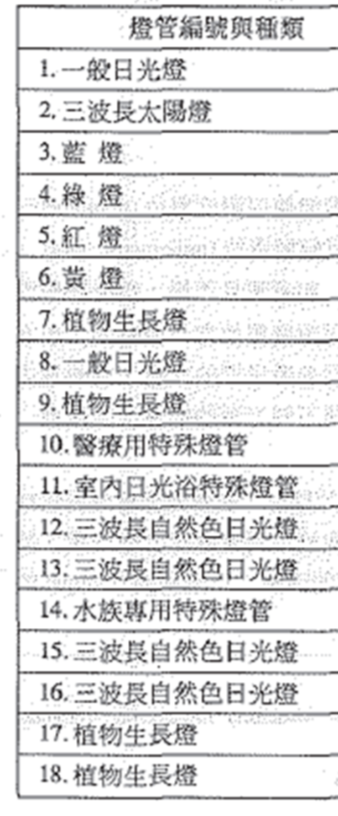 燈管編號與種類
1. 一般日光燈
2. 三波長太陽燈
3. 藍 燈
4. 綠 燈
5. 紅 燈
6. 黃 燈
7. 植物生長燈
8. 一般日光燈
9. 植物生長燈
10. 醫療用特殊燈管
11. 室內日光浴特殊燈管
12. 三波長自然色日光燈
13. 三波長自然色日光燈
14. 水族專用特殊燈管
15. 三波長自然色日光燈
16. 三波長自然色日光燈
17. 植物生長燈
18. 植物生長燈